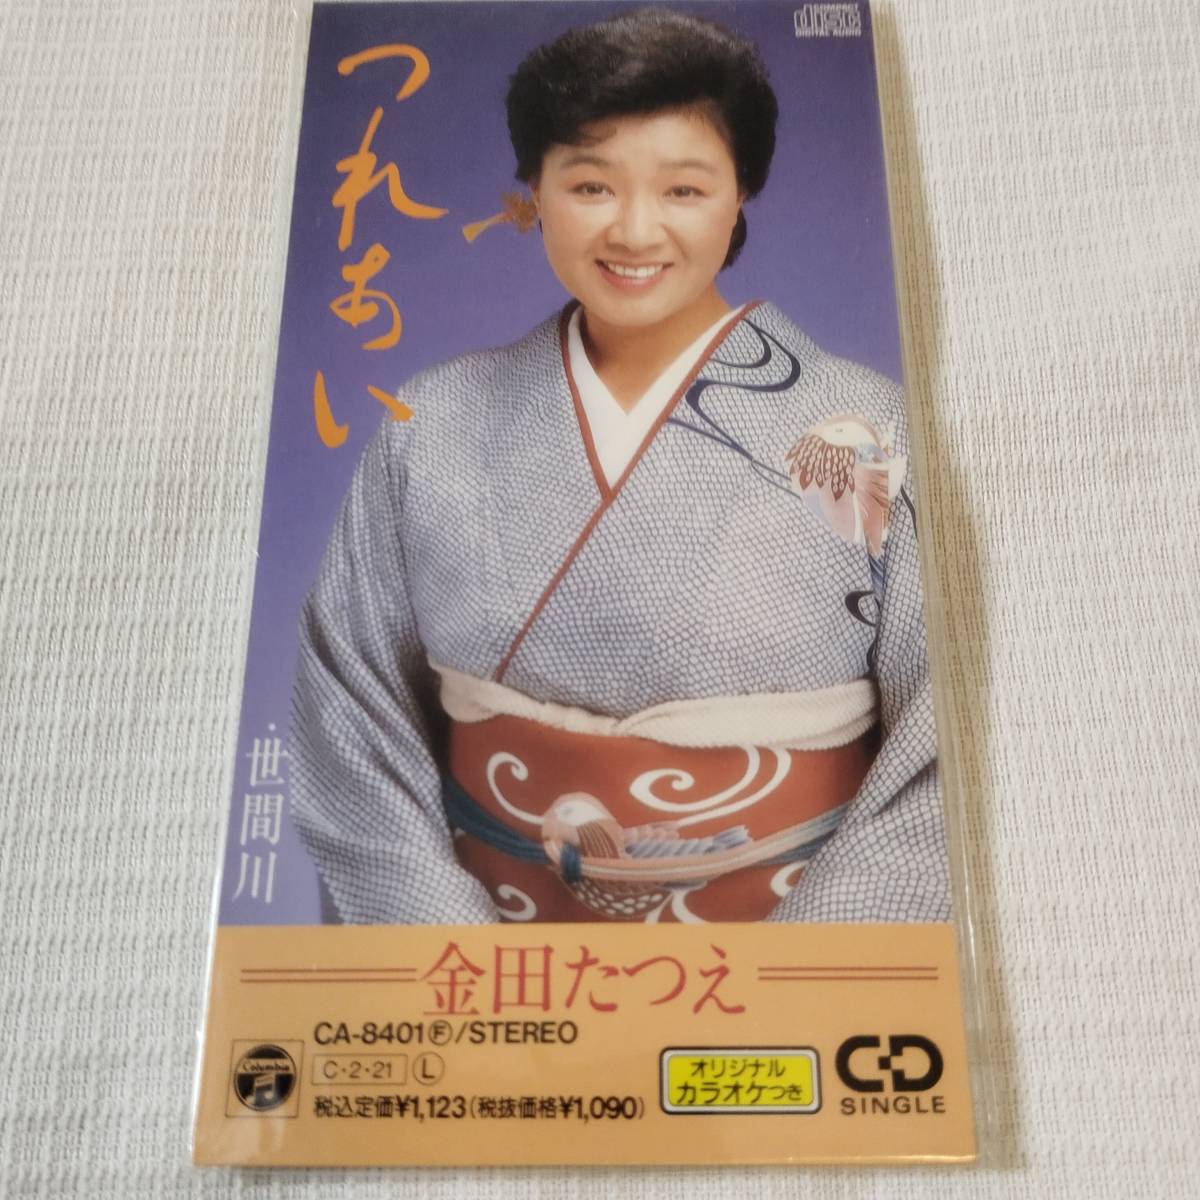 COMPACT
disc
DIGITAL AUDIO
つれあい
・世間川
金田たつえ
CA-8401Ⓕ/STEREO
Columbia
C・2・21 Ⓛ
税込定価¥1,123(税抜価格¥1,090)
オリジナル
カラオケつき
CD
SINGLE